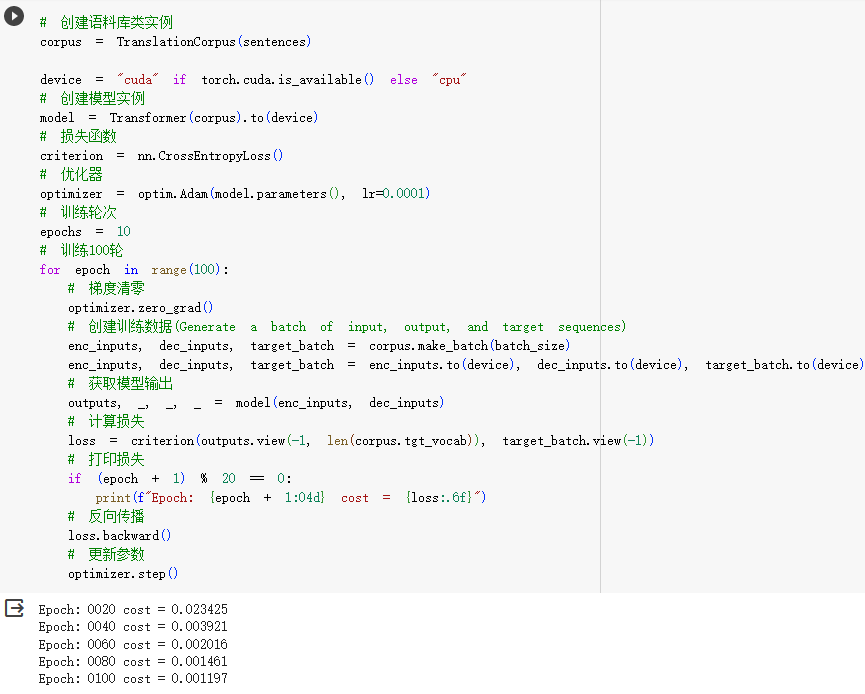 # 创建语料库类实例
corpus = TranslationCorpus(sentences)
device = "cuda" if torch.cuda.is_available() else "cpu"
# 创建模型实例
model = Transformer(corpus).to(device)
# 损失函数
criterion = nn.CrossEntropyLoss()
# 优化器
optimizer = optim.Adam(model.parameters(), lr=0.0001)
# 训练轮次
epochs = 10
# 训练100轮
for epoch in range(100):
    # 梯度清零
    optimizer.zero_grad()
    # 创建训练数据(Generate a batch of input, output, and target sequences)
    enc_inputs, dec_inputs, target_batch = corpus.make_batch(batch_size)
    enc_inputs, dec_inputs, target_batch = enc_inputs.to(device), dec_inputs.to(device), target_batch.to(device)
    # 获取模型输出
    outputs, _, _, _ = model(enc_inputs, dec_inputs)
    # 计算损失
    loss = criterion(outputs.view(-1, len(corpus.tgt_vocab)), target_batch.view(-1))
    # 打印损失
    if (epoch + 1) % 20 == 0:
        print(f"Epoch: {epoch + 1:04d} cost = {loss:.6f}")
    # 反向传播
    loss.backward()
    # 更新参数
    optimizer.step()
Epoch: 0020 cost = 0.023425
Epoch: 0040 cost = 0.003921
Epoch: 0060 cost = 0.002016
Epoch: 0080 cost = 0.001461
Epoch: 0100 cost = 0.001197